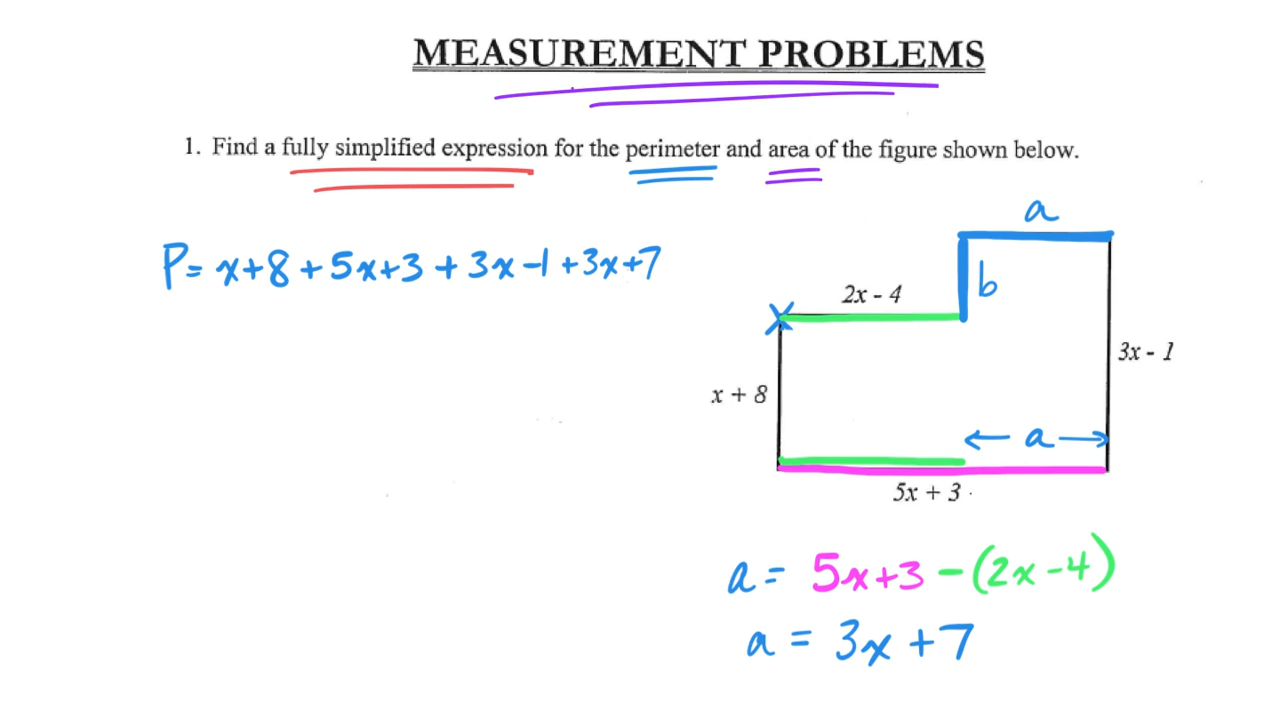 MEASUREMENT PROBLEMS
1. Find a fully simplified expression for the perimeter and area of the figure shown below.
P= x+8 + 5x+3 + 3x-1 +3x+7
a
b
2x - 4
3x - 1
x + 8
a
5x + 3
a = 5x+3 -(2x-4)
a = 3x +7